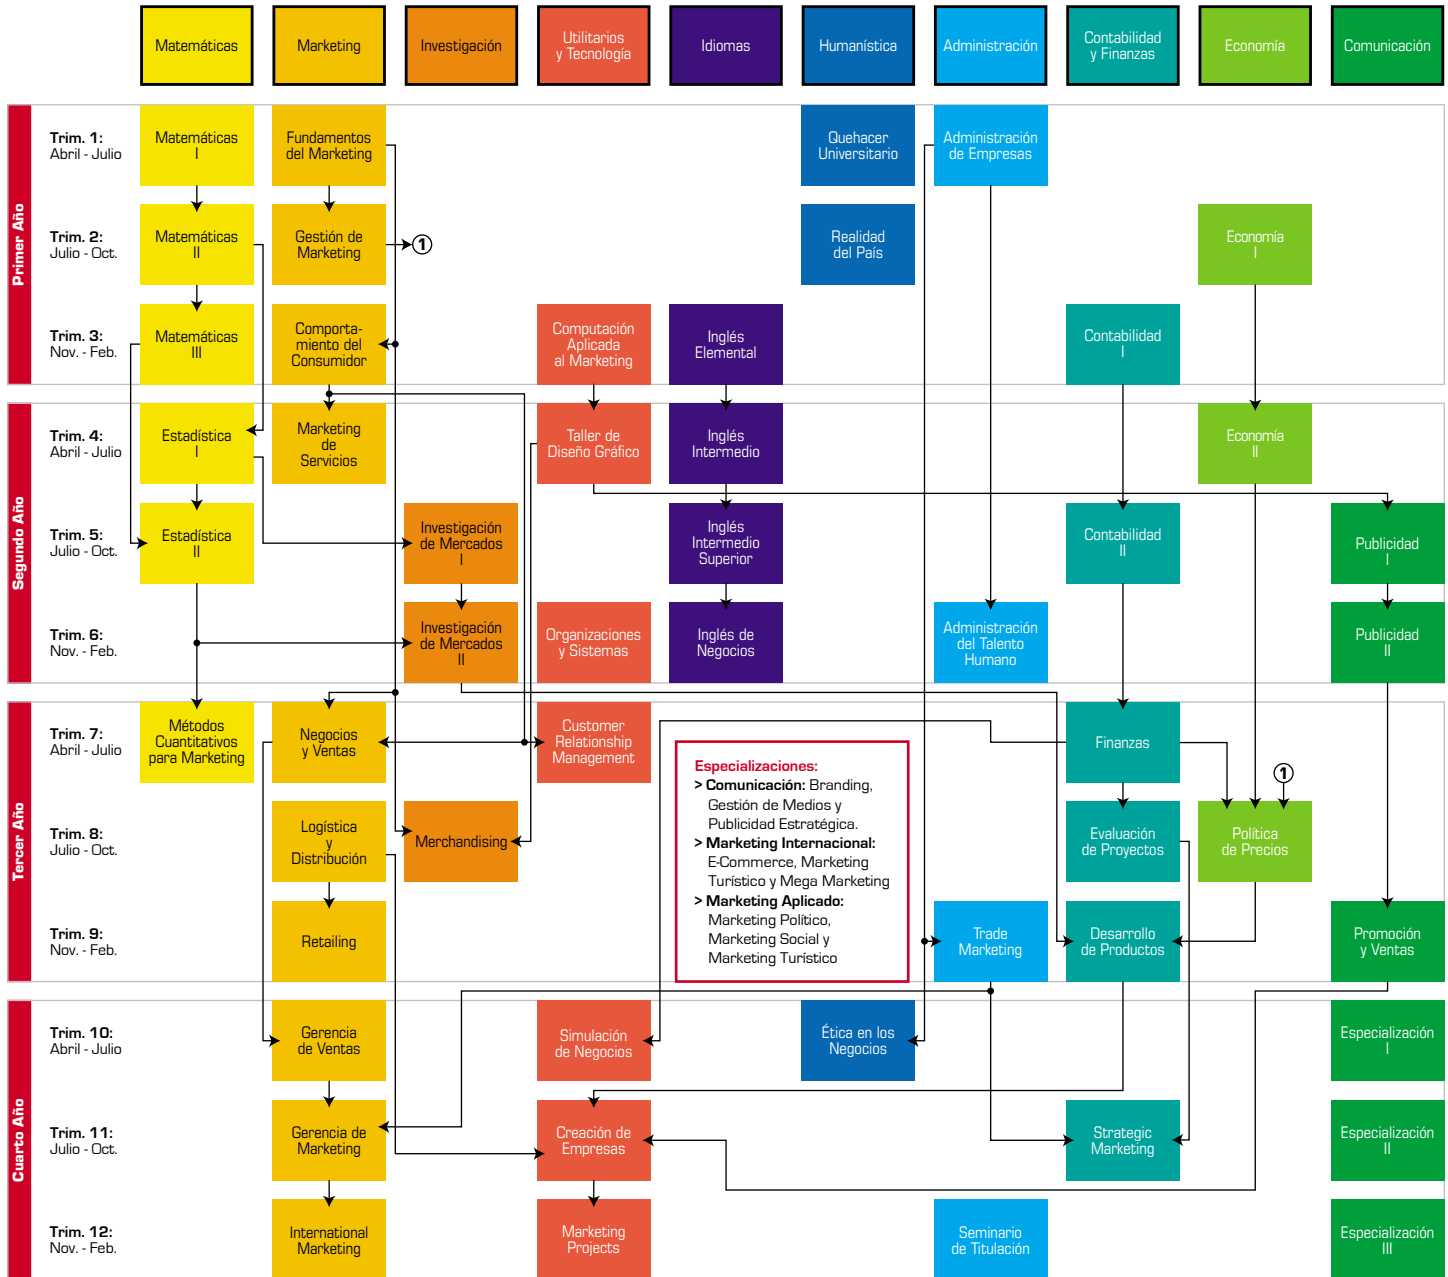 Matemáticas
Marketing
Investigación
Utilitarios
y Tecnología
Idiomas
Humanística
Administración
Contabilidad
y Finanzas
Economía
Comunicación
Primer Año
Trim. 1:
Abril - Julio
Matemáticas
I
Fundamentos
del Marketing
Quehacer
Universitario
Administración
de Empresas
Trim. 2:
Julio - Oct.
Matemáticas
II
Gestión de
Marketing
1
Realidad
del País
Economía
I
Trim. 3:
Nov. - Feb.
Matemáticas
III
Comporta-
miento del
Consumidor
Computación
Aplicada
al Marketing
Inglés
Elemental
Contabilidad
I
Segundo Año
Trim. 4:
Abril - Julio
Estadística
I
Marketing
de
Servicios
Taller de
Diseño Gráfico
Inglés
Intermedio
Economía
II
Trim. 5:
Julio - Oct.
Estadística
II
Investigación
de Mercados
I
Inglés
Intermedio
Superior
Contabilidad
II
Publicidad
I
Trim. 6:
Nov. - Feb.
Investigación
de Mercados
II
Organizaciones
y Sistemas
Inglés de
Negocios
Administración
del Talento
Humano
Publicidad
II
Tercer Año
Trim. 7:
Abril - Julio
Métodos
Cuantitativos
para Marketing
Negocios
y Ventas
Customer
Relationship
Management
Finanzas
1
Especializaciones:
> Comunicación: Branding,
Gestión de Medios y
Publicidad Estratégica.
> Marketing Internacional:
E-Commerce, Marketing
Turístico y Mega Marketing
> Marketing Aplicado:
Marketing Político,
Marketing Social y
Marketing Turístico
Trim. 8:
Julio - Oct.
Logística
y
Distribución
Merchandising
Evaluación
de Proyectos
Política
de Precios
Trim. 9:
Nov. - Feb.
Retailing
Trade
Marketing
Desarrollo
de Productos
Promoción
y Ventas
Cuarto Año
Trim. 10:
Abril - Julio
Gerencia
de Ventas
Simulación
de Negocios
Ética en los
Negocios
Especialización
I
Trim. 11:
Julio - Oct.
Gerencia de
Marketing
Creación de
Empresas
Strategic
Marketing
Especialización
II
Trim. 12:
Nov. - Feb.
International
Marketing
Marketing
Projects
Seminario
de Titulación
Especialización
III